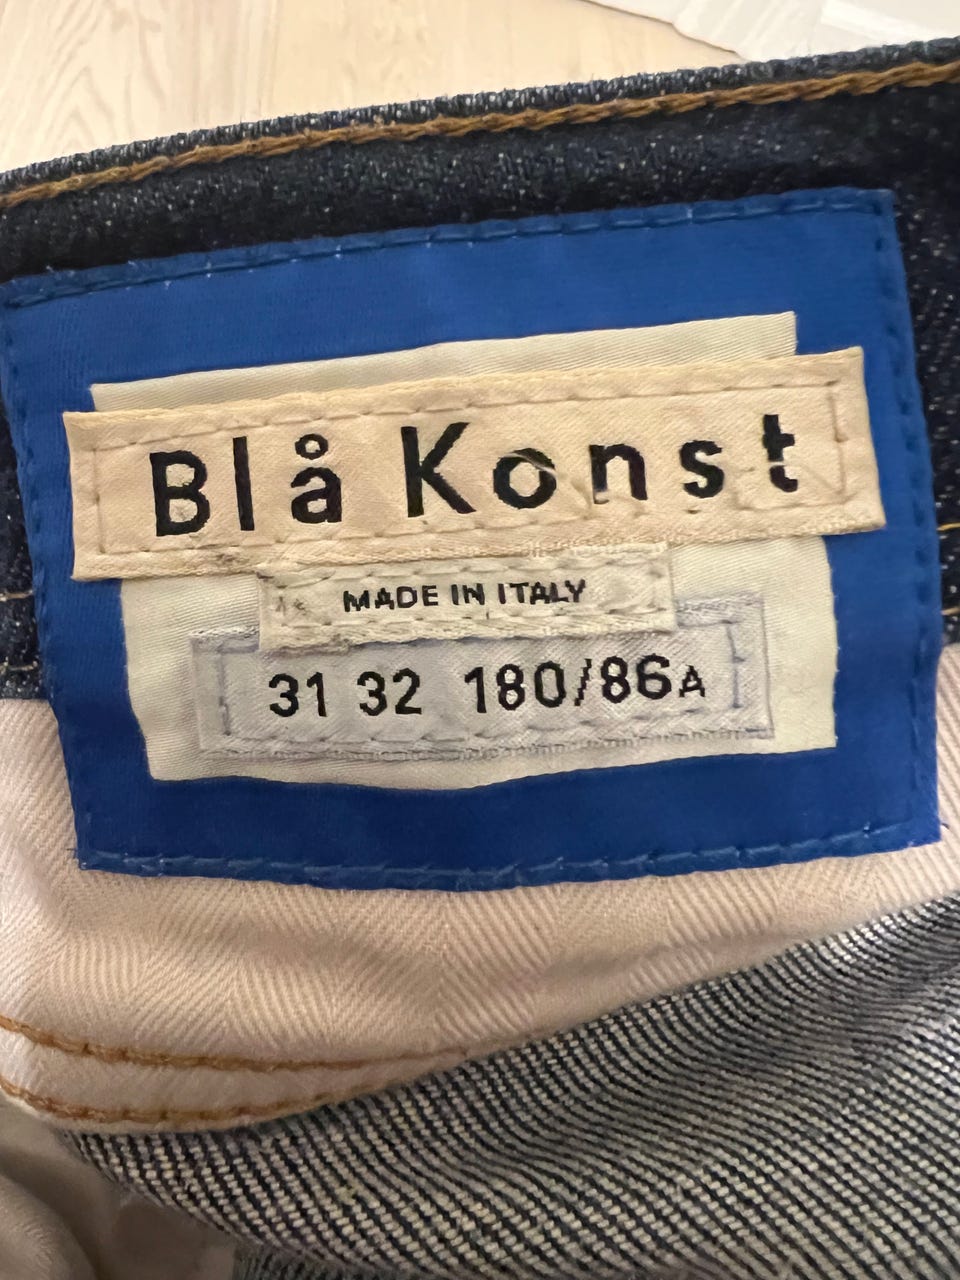 Blå Konst
MADE IN ITALY
31 32 180/86A